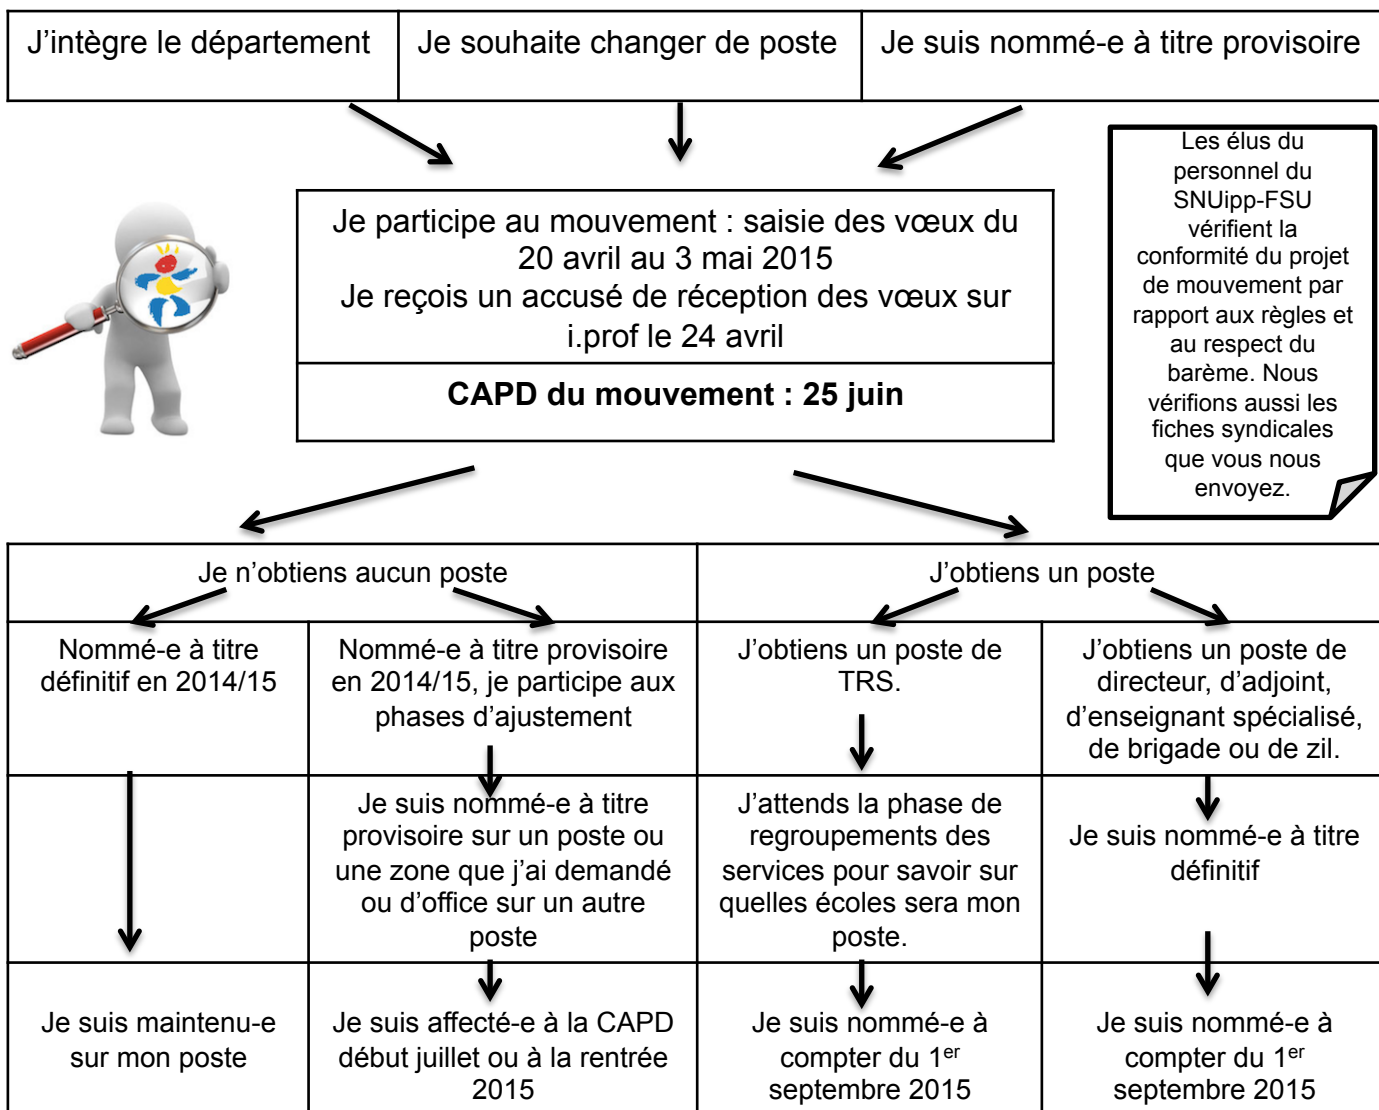 J’intègre le département
Je souhaite changer de poste
Je suis nommé-e à titre provisoire
Je participe au mouvement : saisie des vœux du
20 avril au 3 mai 2015
Je reçois un accusé de réception des vœux sur
i.prof le 24 avril
CAPD du mouvement : 25 juin
Les élus du
personnel du
SNUipp-FSU
vérifient la
conformité du projet
de mouvement par
rapport aux règles et
au respect du
barème. Nous
vérifions aussi les
fiches syndicales
que vous nous
envoyez.
Je n’obtiens aucun poste
J’obtiens un poste
Nommé-e à titre
définitif en 2014/15
Nommé-e à titre provisoire
en 2014/15, je participe aux
phases d’ajustement
J’obtiens un poste de
TRS.
J’obtiens un poste de
directeur, d’adjoint,
d’enseignant spécialisé,
de brigade ou de zil.
Je suis nommé-e à titre
provisoire sur un poste ou
une zone que j’ai demandé
ou d’office sur un autre
poste
J’attends la phase de
regroupements des
services pour savoir sur
quelles écoles sera mon
poste.
Je suis nommé-e à titre
définitif
Je suis maintenu-e
sur mon poste
Je suis affecté-e à la CAPD
début juillet ou à la rentrée
2015
Je suis nommé-e à
compter du 1er
septembre 2015
Je suis nommé-e à
compter du 1er
septembre 2015